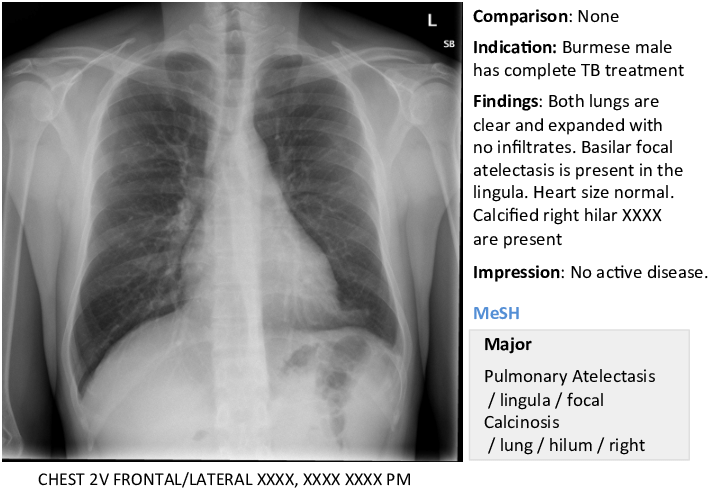 L
SB
Comparison: None
Indication: Burmese male
has complete TB treatment
Findings: Both lungs are
clear and expanded with
no infiltrates. Basilar focal
atelectasis is present in the
lingula. Heart size normal.
Calcified right hilar XXXX
are present
Impression: No active disease.
MeSH
Major
Pulmonary Atelectasis
/ lingula / focal
Calcinosis
/ lung / hilum / right
CHEST 2V FRONTAL/LATERAL XXXX, XXXX XXXX PM